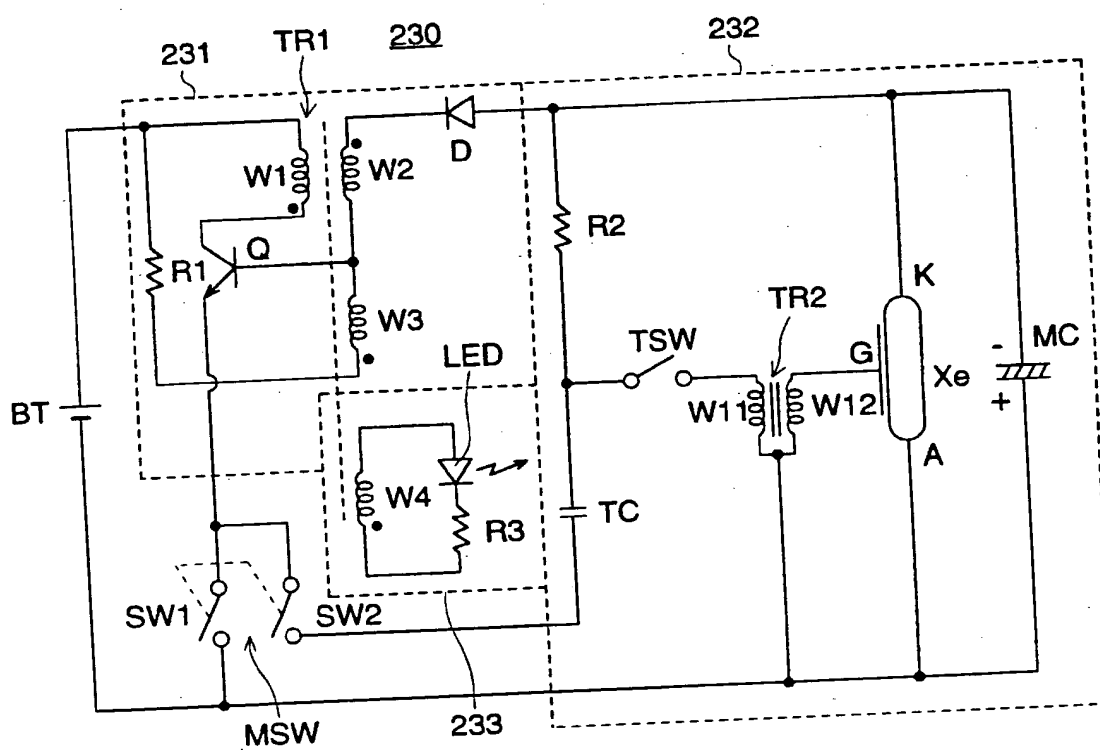 230
231
TR1
232
W1
W2
D
R1
Q
R2
W3
K
TR2
LED
TSW
G
-
MC
Xe
+
BT
W11
W12
A
W4
R3
TC
SW1
SW2
MSW
233